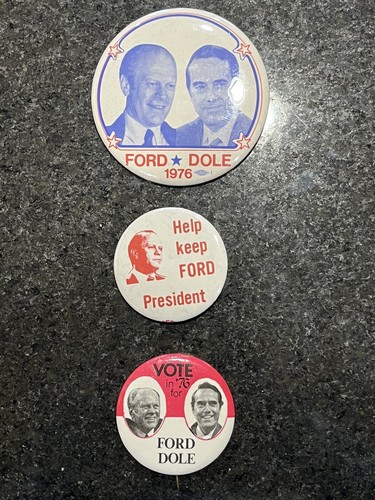 FORD ★ DOLE
1976
Help
keep
FORD
President
VOTE
in '76
for
FORD
DOLE